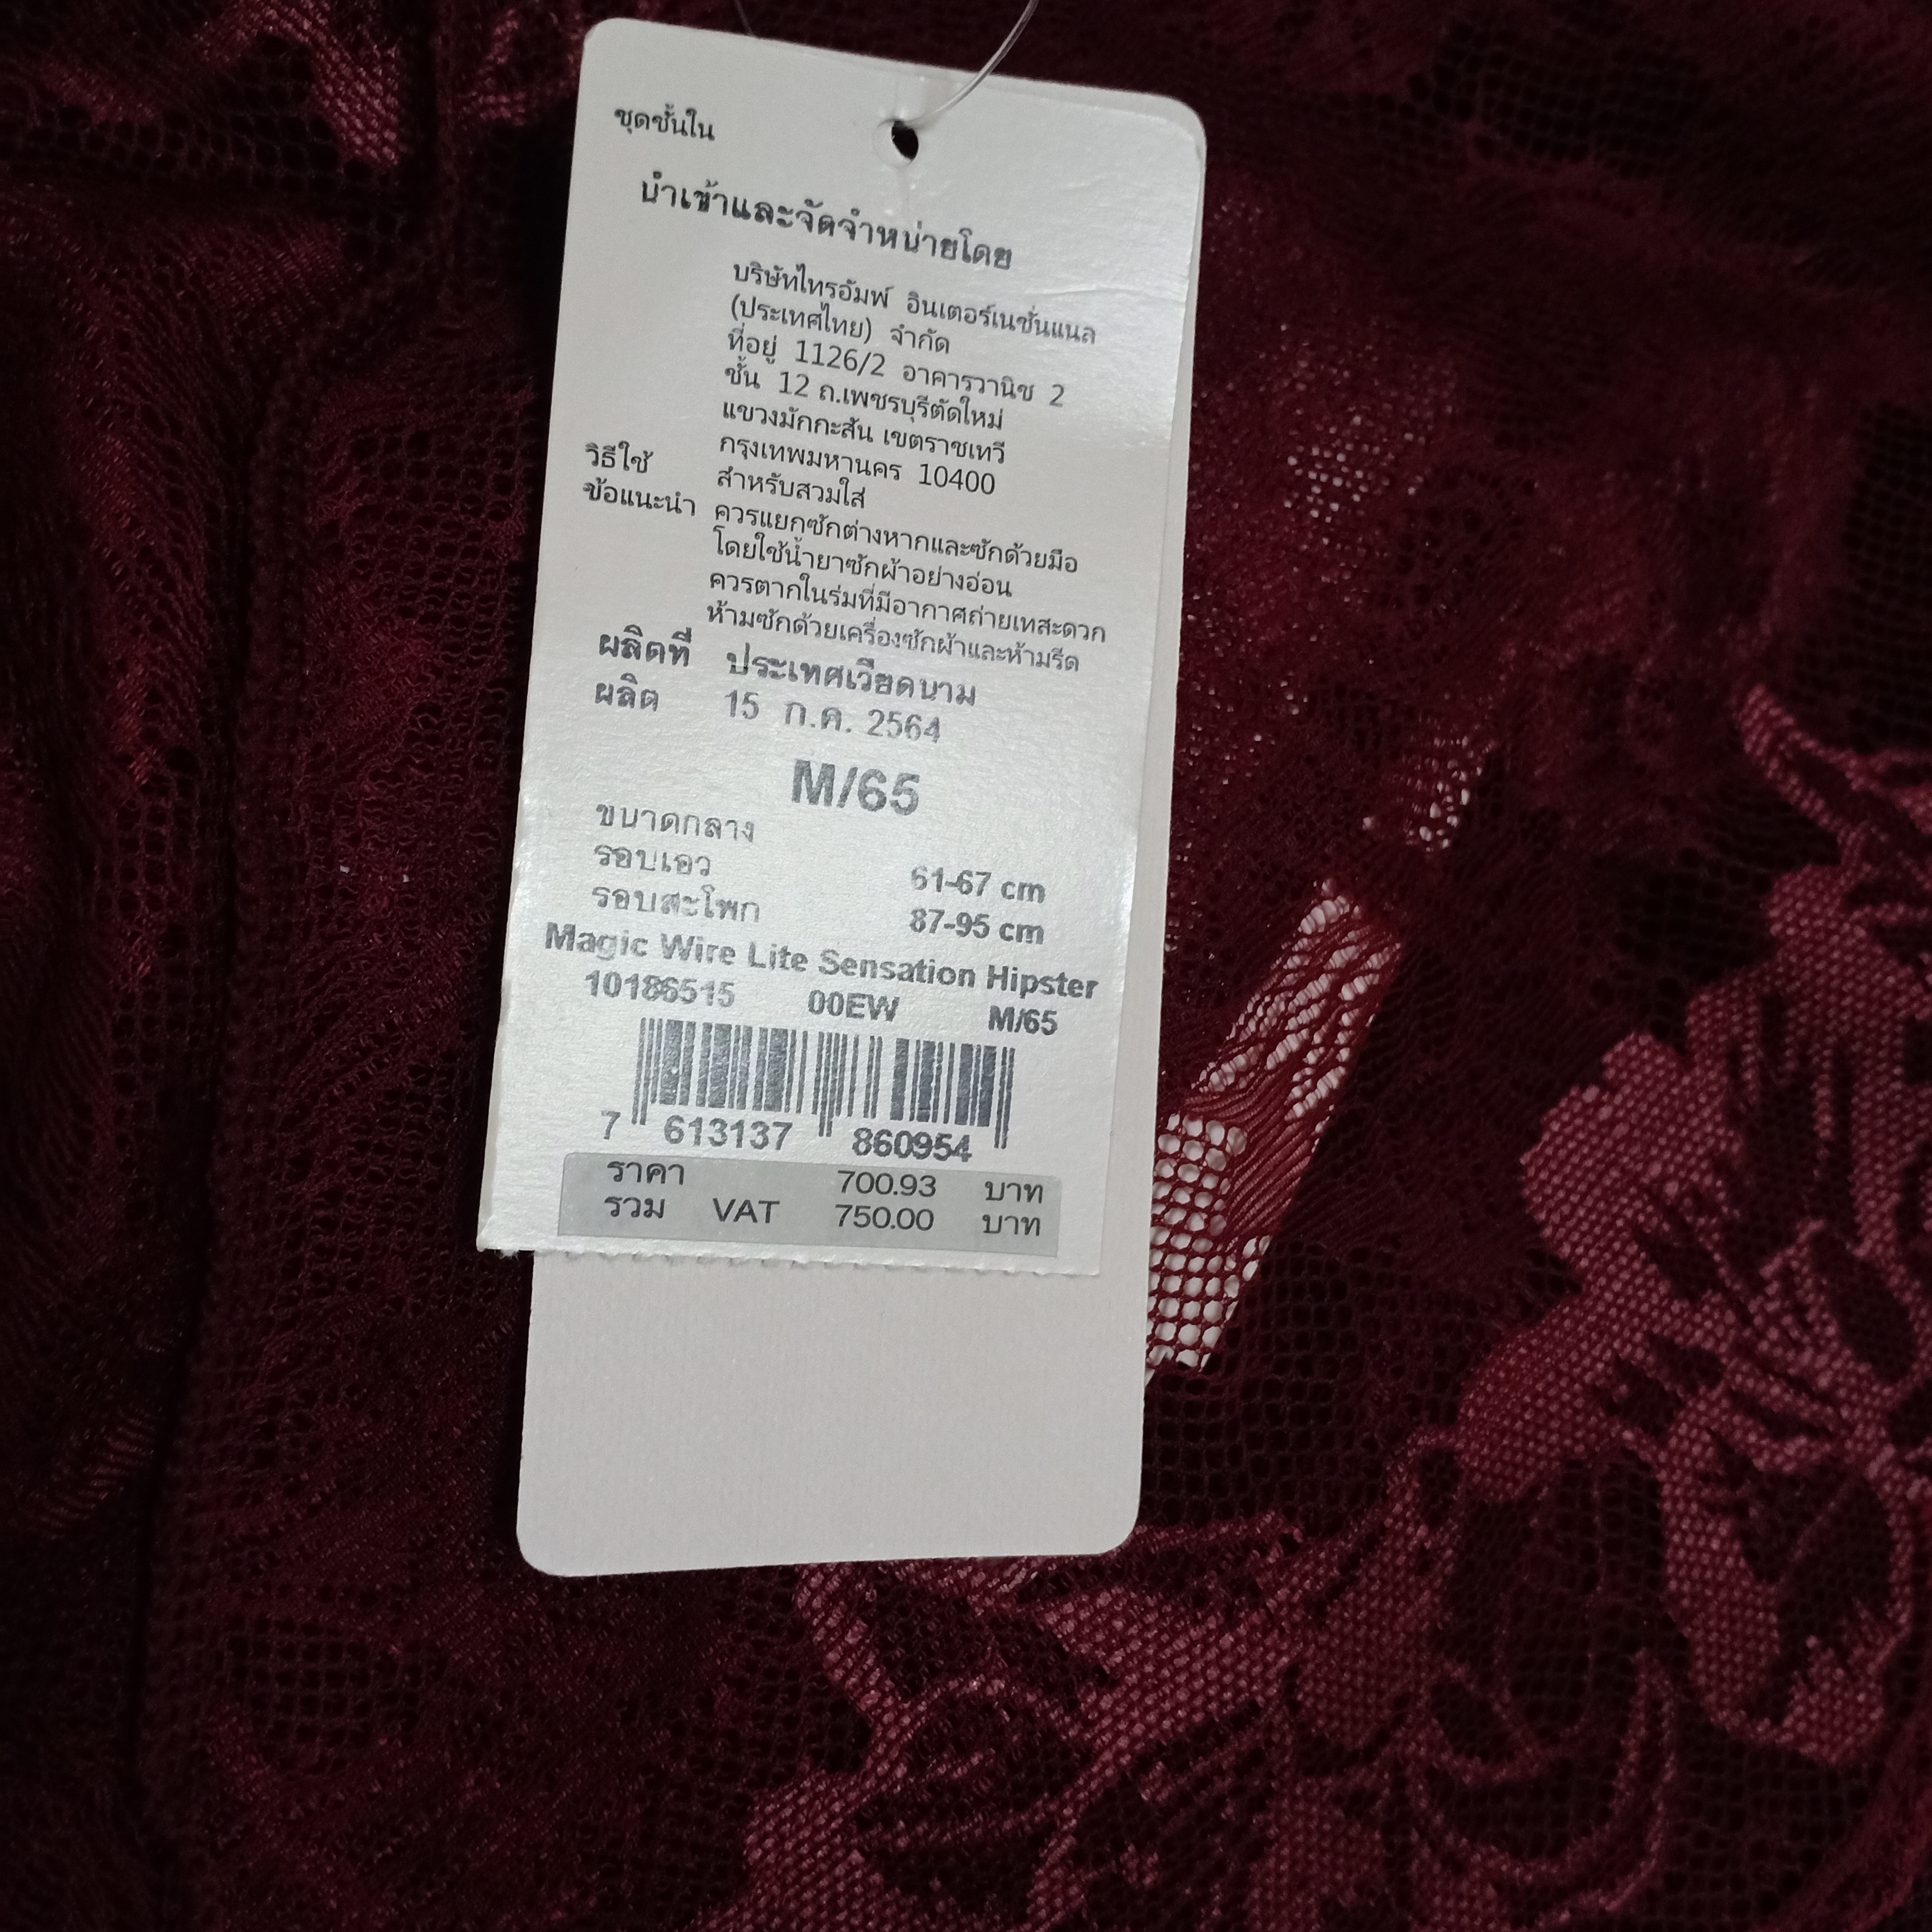 ชุดชั้นใน
นำเข้าและจัดจำหน่ายโดย
บริษัทไทรอัมพ์ อินเตอร์เนชั่นแนล
(ประเทศไทย) จำกัด
ที่อยู่ 1126/2 อาคารวานิช 2
ชั้น 12 ถ.เพชรบุรีตัดใหม่
แขวงมักกะสัน เขตราชเทวี
กรุงเทพมหานคร 10400
วิธีใช้ สำหรับสวมใส่
ข้อแนะนำ ควรแยกซักต่างหากและซักด้วยมือ
โดยใช้น้ำยาซักผ้าอย่างอ่อน
ควรตากในร่มที่มีอากาศถ่ายเทสะดวก
ห้ามซักด้วยเครื่องซักผ้าและห้ามรีด
ผลิตที่ ประเทศเวียดนาม
ผลิต 15 ก.ค. 2564
M/65
ขนาดกลาง
รอบเอว 61-67 cm
รอบสะโพก 87-95 cm
Magic Wire Lite Sensation Hipster
10186515 00EW M/65
7 613137 860954
ราคา 700.93 บาท
รวม VAT 750.00 บาท